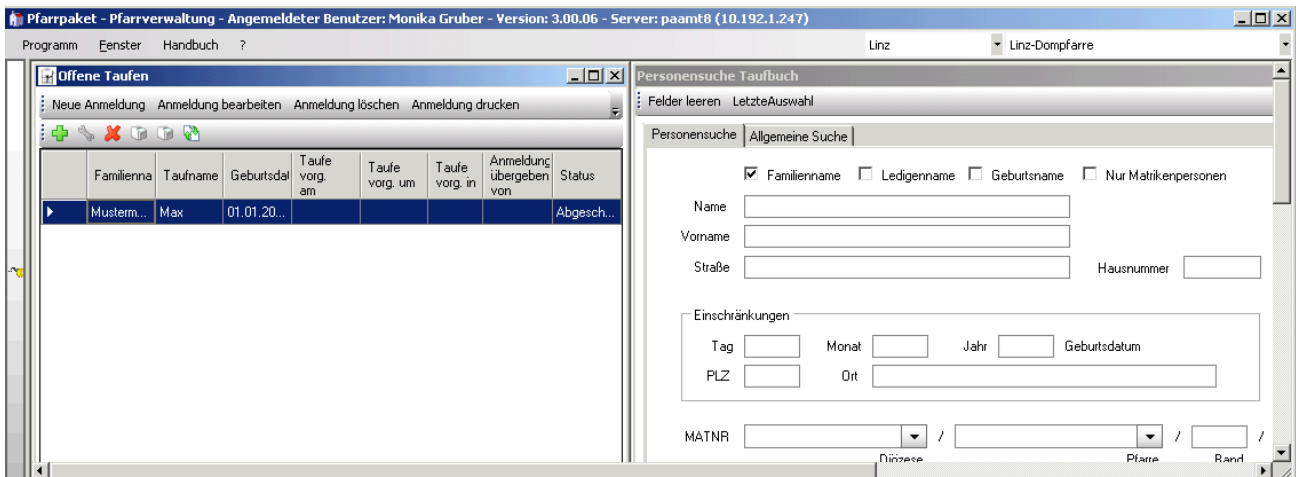 Pfarrpaket - Pfarrverwaltung - Angemeldeter Benutzer: Monika Gruber - Version: 3.00.06 - Server: paamt8 (10.192.1.247)
Programm Fenster Handbuch ? Linz Linz-Dompfarre
Offene Taufen
Neue Anmeldung Anmeldung bearbeiten Anmeldung löschen Anmeldung drucken
Familienna Taufname Geburtsdat Taufe vorg. am Taufe vorg. um Taufe vorg. in Anmeldung übergeben von Status
Musterm... Max 01.01.20... Abgesch...
Personensuche Taufbuch
Felder leeren LetzteAuswahl
Personensuche Allgemeine Suche
Familienname Ledigenname Geburtsname Nur Matrikenpersonen
Name
Vorname
Straße Hausnummer
Einschränkungen
Tag Monat Jahr Geburtsdatum
PLZ Ort
MATNR / / /
Diözese Pfarre Band